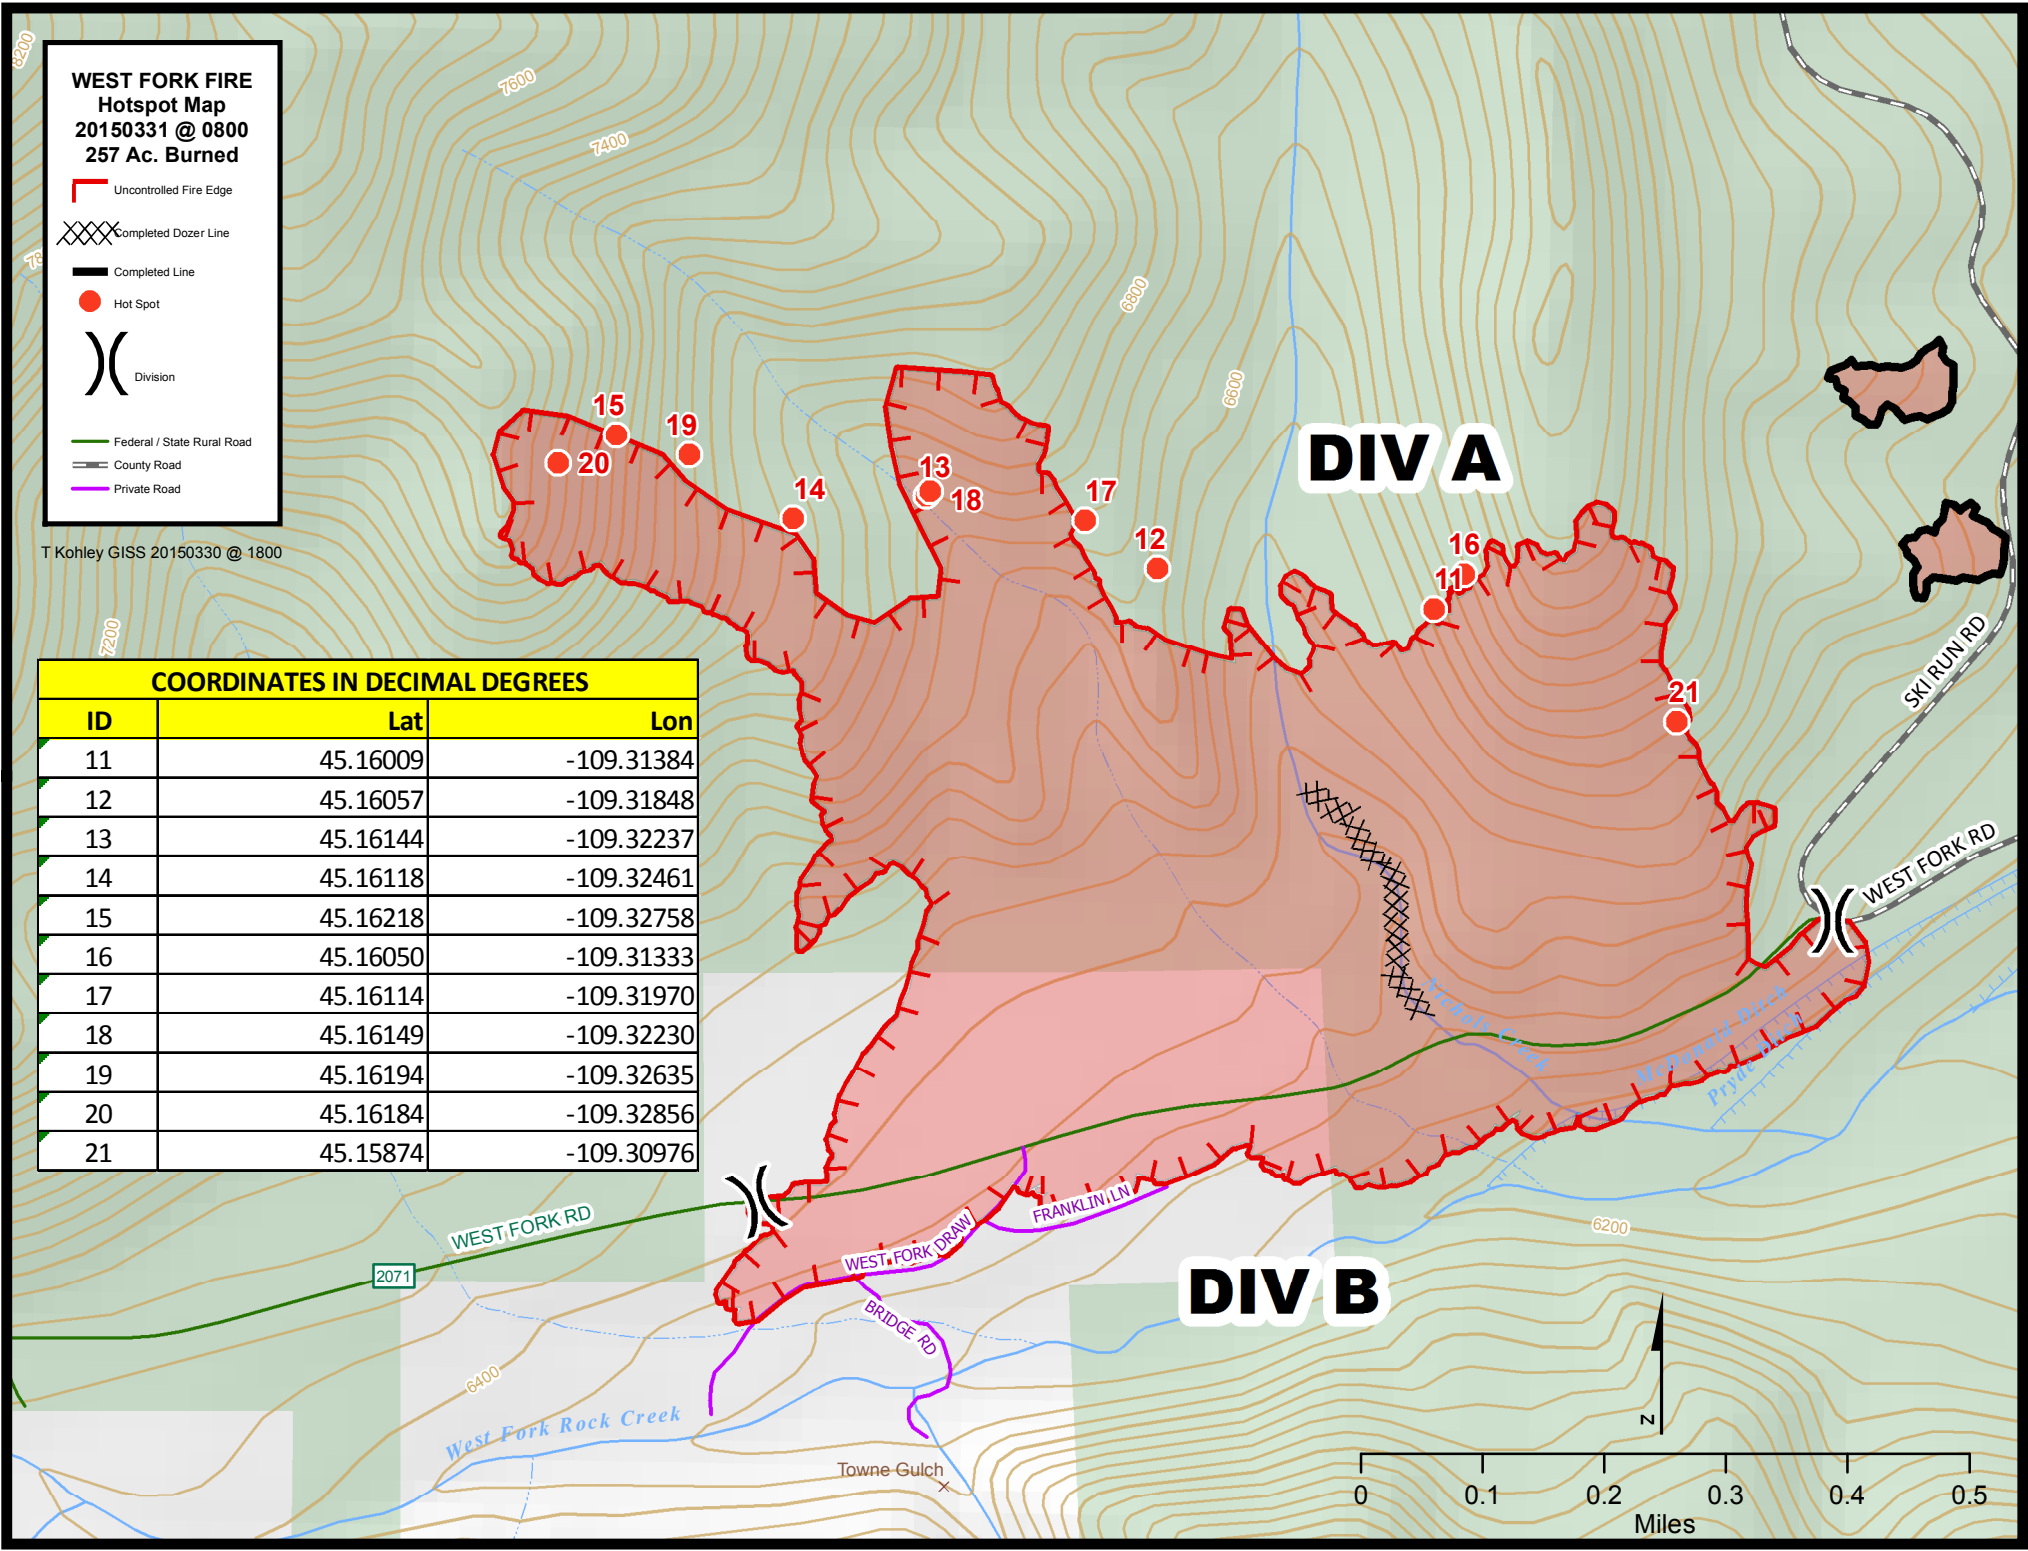 WEST FORK FIRE
Hotspot Map
20150331 @ 0800
257 Ac. Burned
Uncontrolled Fire Edge
Completed Dozer Line
Completed Line
Hot Spot
Division
Federal / State Rural Road
County Road
Private Road
T Kohley GISS 20150330 @ 1800
8200
7600
7400
6800
6600
7200
15
19
20
14
13
18
17
12
16
11
21
DIV A
SKI RUN RD
WEST FORK RD
COORDINATES IN DECIMAL DEGREES
ID Lat Lon
11 45.16009 -109.31384
12 45.16057 -109.31848
13 45.16144 -109.32237
14 45.16118 -109.32461
15 45.16218 -109.32758
16 45.16050 -109.31333
17 45.16114 -109.31970
18 45.16149 -109.32230
19 45.16194 -109.32635
20 45.16184 -109.32856
21 45.15874 -109.30976
Nichols Creek
McDonald Ditch
Pryde Ditch
WEST FORK RD
2071
WEST FORK DRAW
FRANKLIN LN
BRIDGE RD
6200
DIV B
6400
West Fork Rock Creek
Towne Gulch
N
0 0.1 0.2 0.3 0.4 0.5
Miles